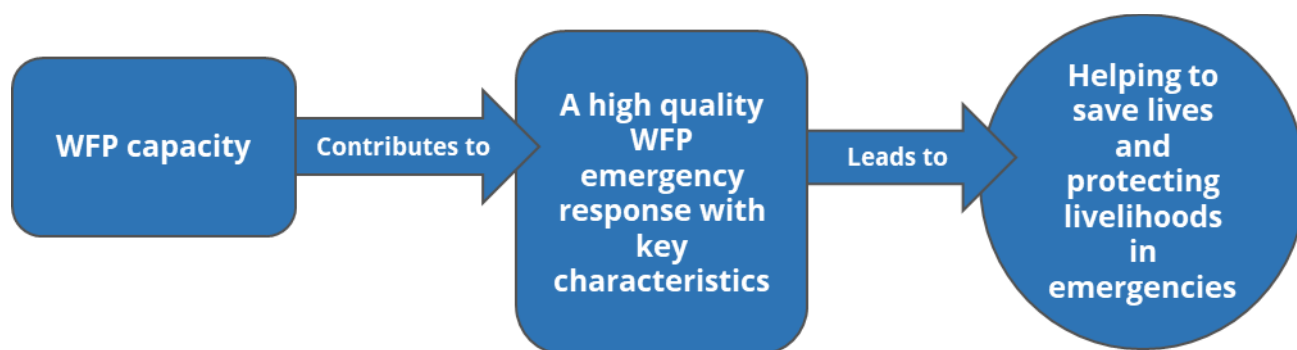 WFP capacity
Contributes to
A high quality
WFP
emergency
response with
key
characteristics
Leads to
Helping to
save lives
and
protecting
livelihoods
in
emergencies